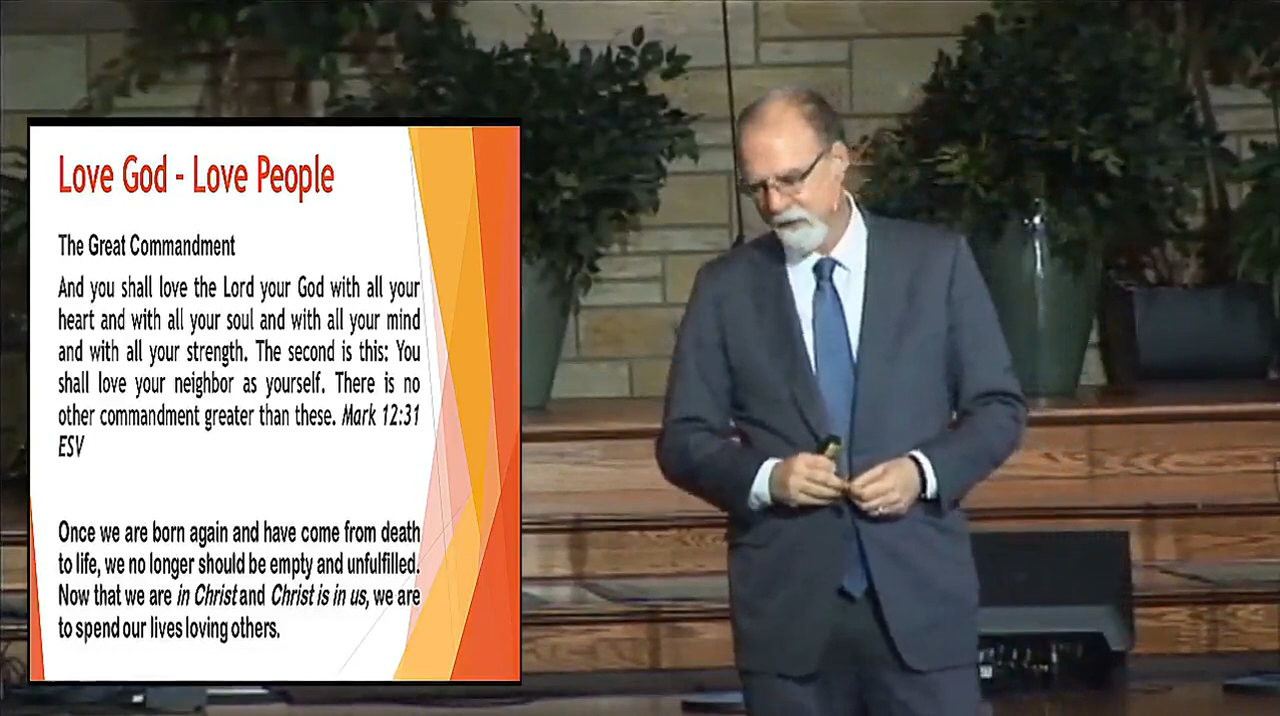 Love God - Love People
The Great Commandment
And you shall love the Lord your God with all your
heart and with all your soul and with all your mind
and with all your strength. The second is this: You
shall love your neighbor as yourself. There is no
other commandment greater than these. Mark 12:31
ESV
Once we are born again and have come from death
to life, we no longer should be empty and unfulfilled.
Now that we are in Christ and Christ is in us, we are
to spend our lives loving others.